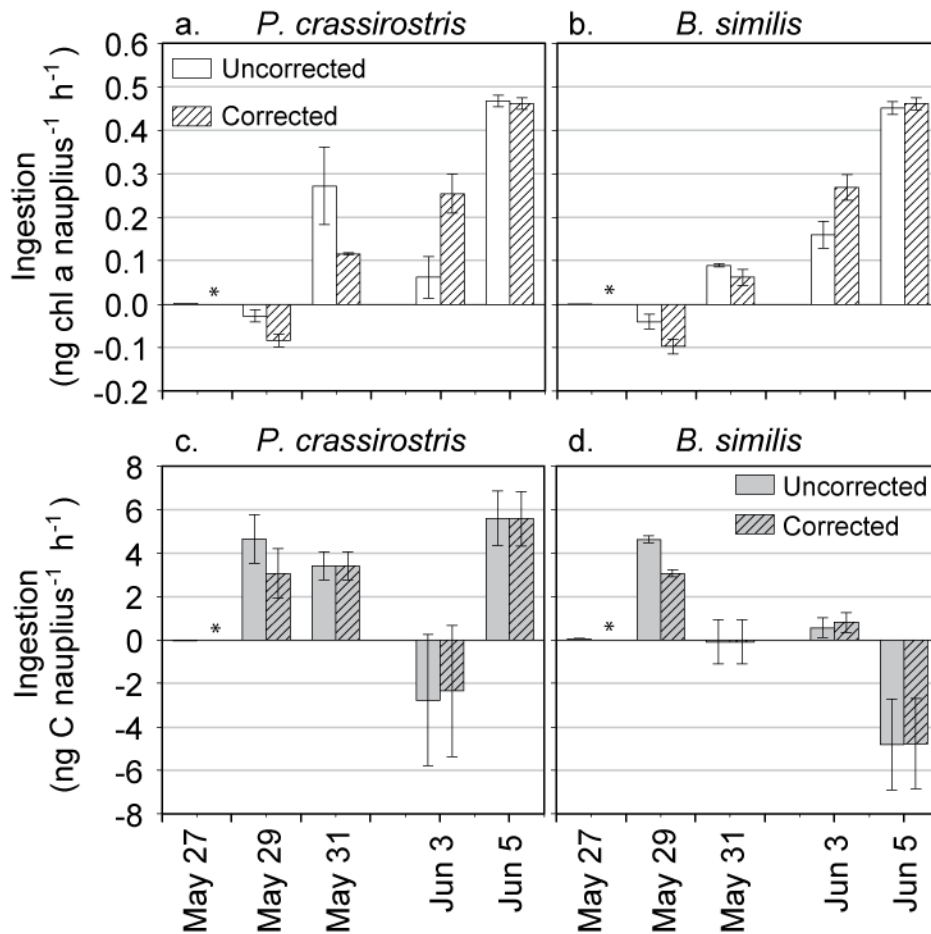 a. P. crassirostris b. B. similis
0.6
0.5
0.4
0.3
0.2
0.1
0.0
-0.1
-0.2
Ingestion
(ng chl a nauplius⁻¹ h⁻¹)
Uncorrected
Corrected
*
*
c. P. crassirostris d. B. similis
8
6
4
2
0
-2
-4
-6
-8
Ingestion
(ng C nauplius⁻¹ h⁻¹)
Uncorrected
Corrected
*
*
May 27
May 29
May 31
Jun 3
Jun 5
May 27
May 29
May 31
Jun 3
Jun 5